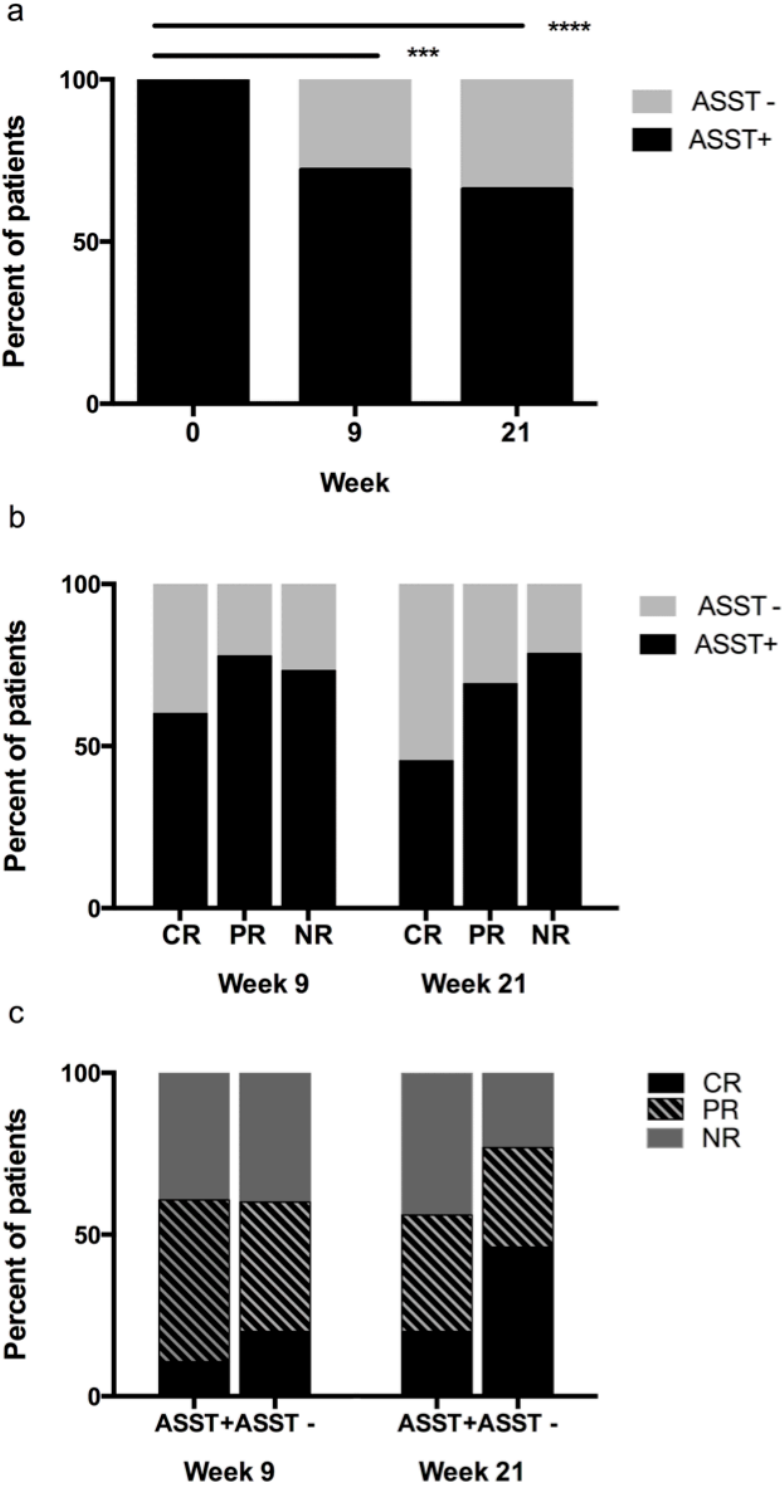 a
****
***
100
50
0
Percent of patients
ASST -
ASST+
0 9 21
Week
b
100
50
0
Percent of patients
ASST -
ASST+
CR PR NR CR PR NR
Week 9 Week 21
c
100
50
0
Percent of patients
CR
PR
NR
ASST+ASST - ASST+ASST -
Week 9 Week 21